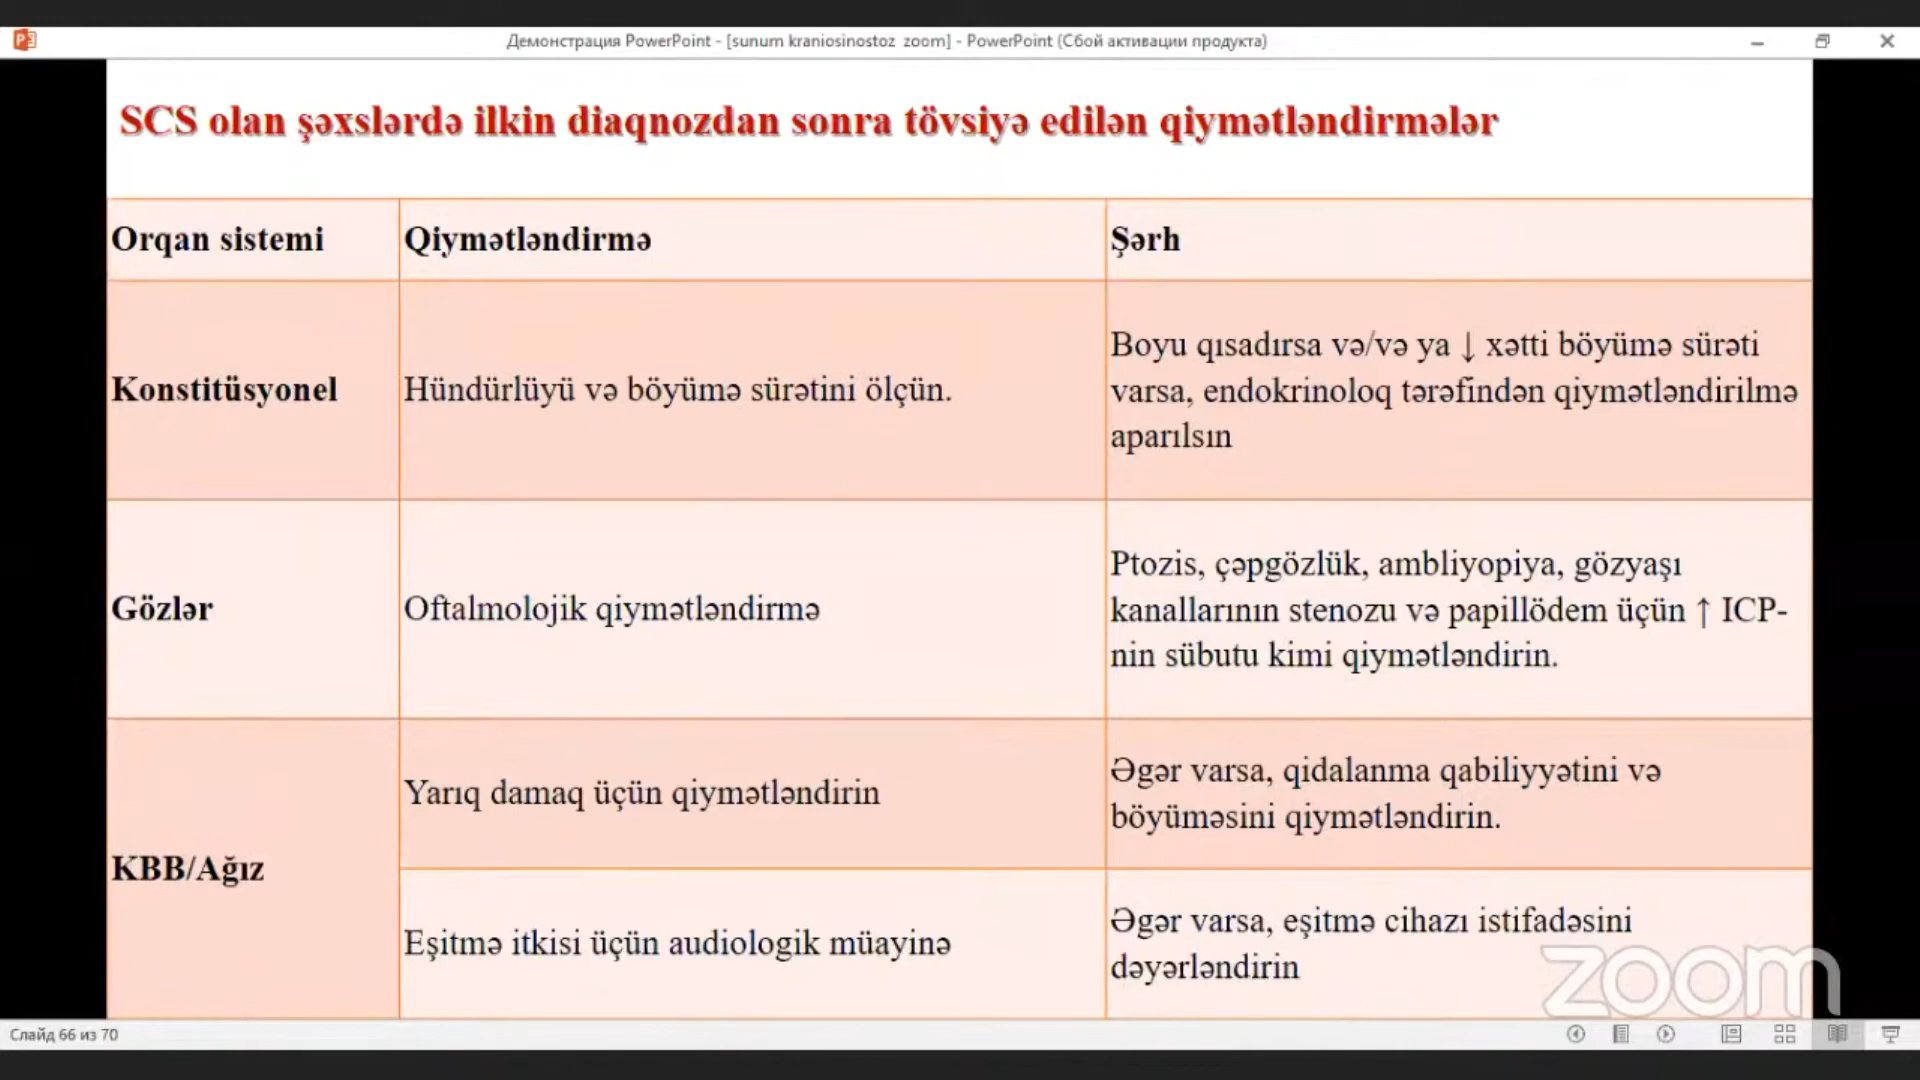 Демонстрация PowerPoint - [sunum kraniosinostoz zoom] - PowerPoint (Сбой активации продукта)
SCS olan şəxslərdə ilkin diaqnozdan sonra tövsiyə edilən qiymətləndirmələr
Orqan sistemi
Qiymətləndirmə
Şərh
Konstitüsyonel
Hündürlüyü və böyümə sürətini ölçün.
Boyu qısadırsa və/və ya ↓ xətti böyümə sürəti
varsa, endokrinoloq tərəfindən qiymətləndirilmə
aparılsın
Gözlər
Oftalmolojik qiymətləndirmə
Ptozis, çəpgözlük, ambliyopiya, gözyaşı
kanallarının stenozu və papillödem üçün ↑ ICP-
nin sübutu kimi qiymətləndirin.
KBB/Ağız
Yarıq damaq üçün qiymətləndirin
Əgər varsa, qidalanma qabiliyyətini və
böyüməsini qiymətləndirin.
Eşitmə itkisi üçün audiologik müayinə
Əgər varsa, eşitmə cihazı istifadəsini
dəyərləndirin
zoom
Слайд 66 из 70